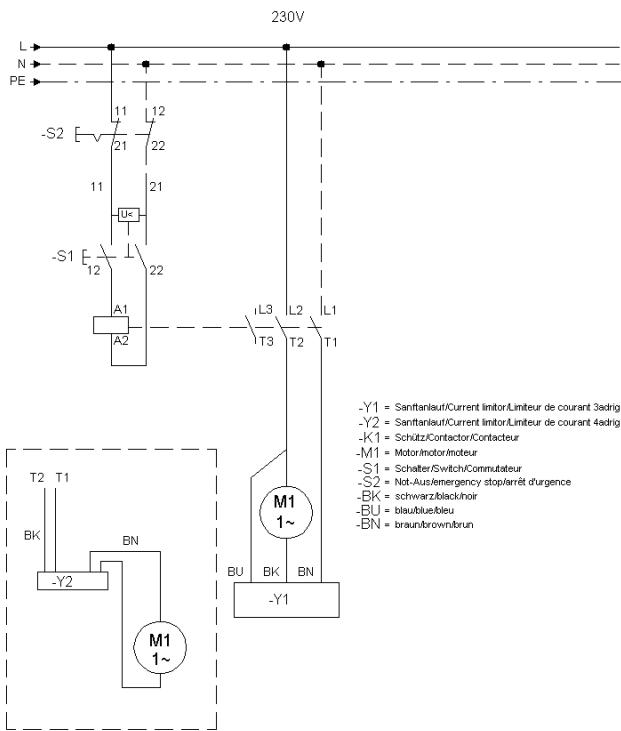 230V
L
N
PE
11
12
-S2
21
22
11
21
U<
-S1
12
22
A1
A2
L3
L2
L1
T3
T2
T1
-Y1 = Sanftanlauf/Current limitor/Limiteur de courant 3adrig
-Y2 = Sanftanlauf/Current limitor/Limiteur de courant 4adrig
-K1 = Schütz/Contactor/Contacteur
-M1 = Motor/motor/moteur
-S1 = Schalter/Switch/Commutateur
-S2 = Not-Aus/emergency stop/arrêt d'urgence
-BK = schwarz/black/noir
-BU = blau/blue/bleu
-BN = braun/brown/brun
M1
1~
BU
BK
BN
-Y1
T2
T1
BK
BN
-Y2
M1
1~